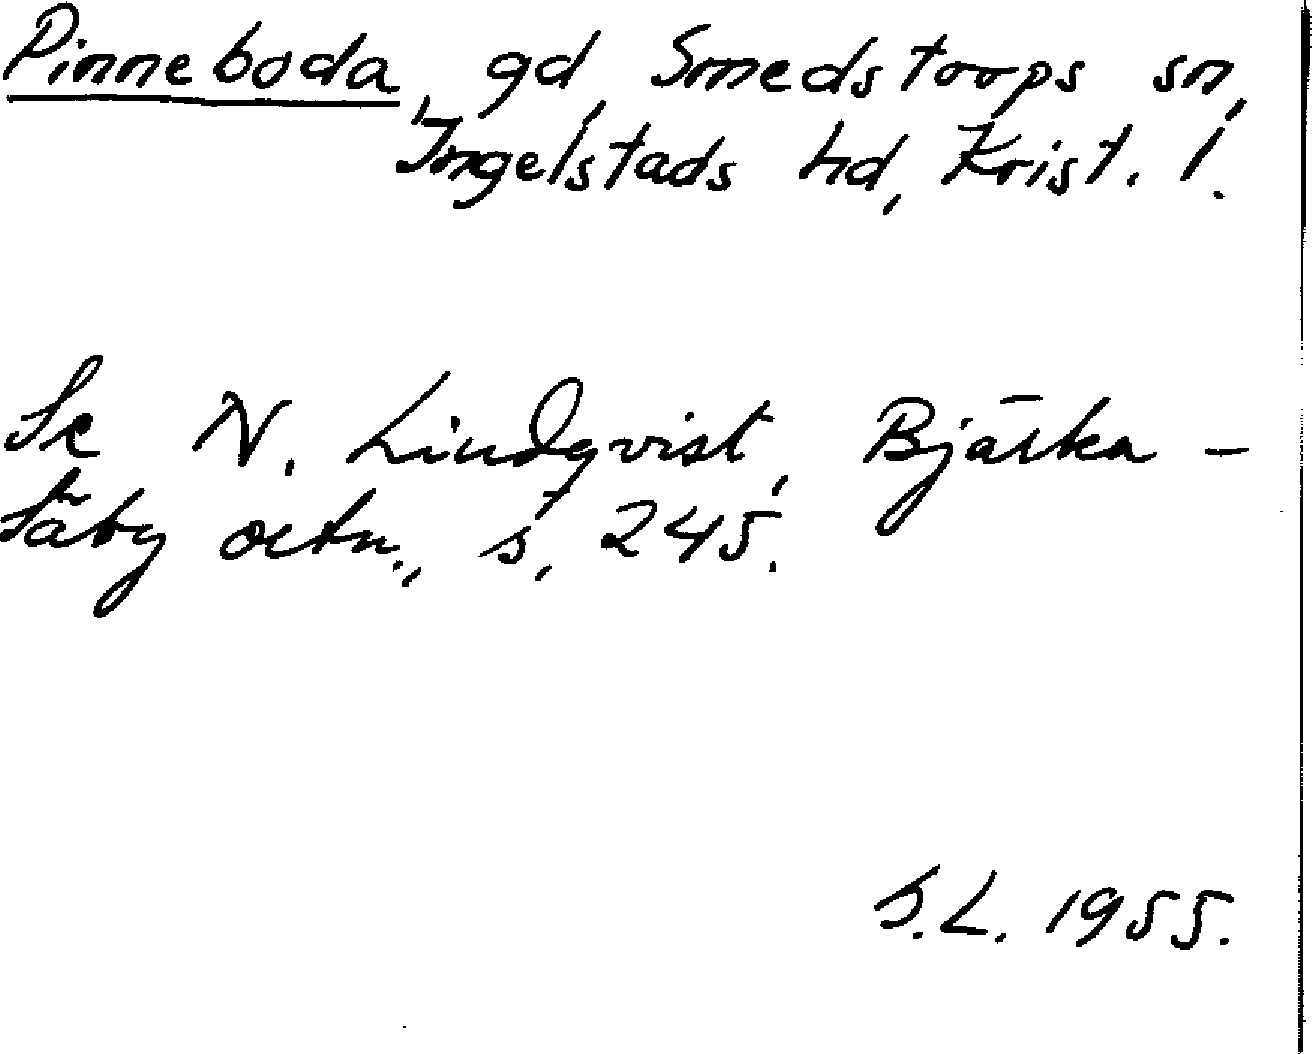 Pinneboda, gd, Smedstorps sn,
Ingelstads hd, Krist. l.
Se N. Lindqvist, Bjärka-
Säby ortn., s. 245.
S.L. 1955.